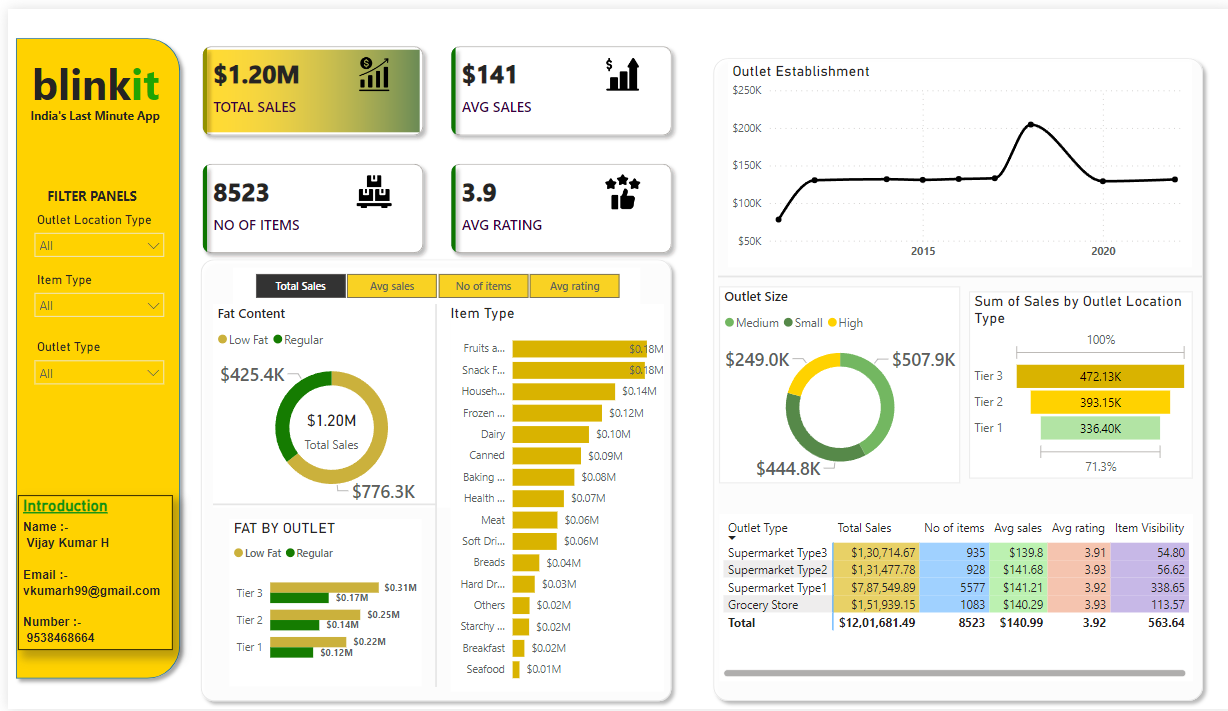 blinkit
India's Last Minute App
FILTER PANELS
Outlet Location Type
All
Item Type
All
Outlet Type
All
Introduction
Name :-
Vijay Kumar H
Email :-
vkumarh99@gmail.com
Number :-
9538468664
$1.20M
TOTAL SALES
$141
AVG SALES
8523
NO OF ITEMS
3.9
AVG RATING
Total Sales Avg sales No of items Avg rating
Fat Content
Low Fat Regular
$425.4K
$1.20M
Total Sales
$776.3K
FAT BY OUTLET
Low Fat Regular
Tier 3 $0.31M
$0.17M
Tier 2 $0.25M
$0.14M
Tier 1 $0.22M
$0.12M
Item Type
Fruits a... $0.18M
Snack F... $0.18M
Househ... $0.14M
Frozen ... $0.12M
Dairy $0.10M
Canned $0.09M
Baking ... $0.08M
Health ... $0.07M
Meat $0.06M
Soft Dri... $0.06M
Breads $0.04M
Hard Dr... $0.03M
Others $0.02M
Starchy ... $0.02M
Breakfast $0.02M
Seafood $0.01M
Outlet Establishment
$250K
$200K
$150K
$100K
$50K
2015 2020
Outlet Size
Medium Small High
$249.0K $507.9K
$444.8K
Sum of Sales by Outlet Location
Type
100%
Tier 3 472.13K
Tier 2 393.15K
Tier 1 336.40K
71.3%
Outlet Type Total Sales No of items Avg sales Avg rating Item Visibility
Supermarket Type3 $1,30,714.67 935 $139.8 3.91 54.80
Supermarket Type2 $1,31,477.78 928 $141.68 3.93 56.62
Supermarket Type1 $7,87,549.89 5577 $141.21 3.92 338.65
Grocery Store $1,51,939.15 1083 $140.29 3.93 113.57
Total $12,01,681.49 8523 $140.99 3.92 563.64